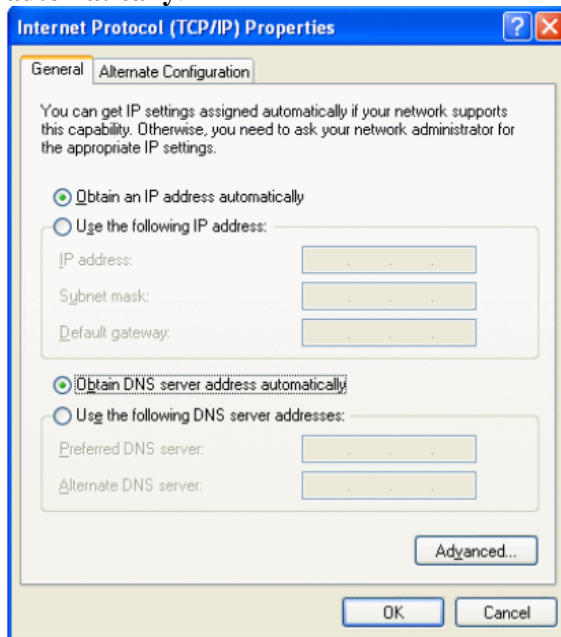 Internet Protocol (TCP/IP) Properties
General
Alternate Configuration
You can get IP settings assigned automatically if your network supports
this capability. Otherwise, you need to ask your network administrator for
the appropriate IP settings.
Obtain an IP address automatically
Use the following IP address:
IP address:
Subnet mask:
Default gateway:
Obtain DNS server address automatically
Use the following DNS server addresses:
Preferred DNS server:
Alternate DNS server:
Advanced...
OK
Cancel